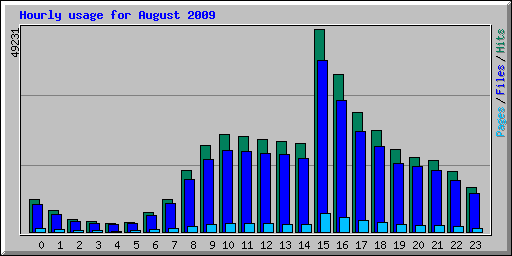 Hourly usage for August 2009
49231
Pages/Files/Hits
0 1 2 3 4 5 6 7 8 9 10 11 12 13 14 15 16 17 18 19 20 21 22 23